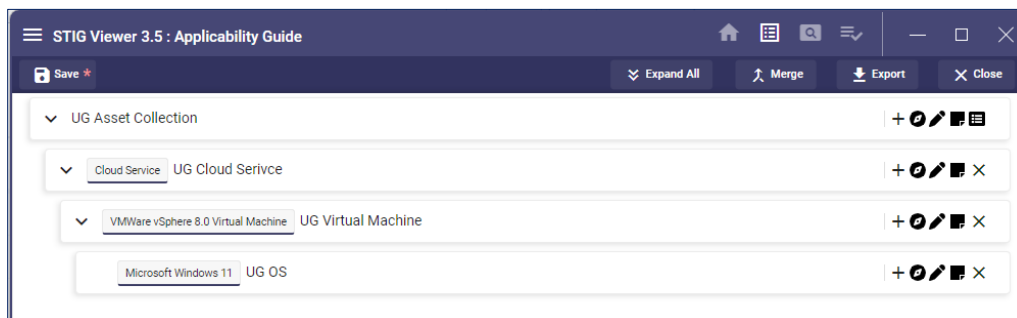 STIG Viewer 3.5 : Applicability Guide
Save * Expand All Merge Export Close
UG Asset Collection
Cloud Service UG Cloud Serivce
VMWare vSphere 8.0 Virtual Machine UG Virtual Machine
Microsoft Windows 11 UG OS